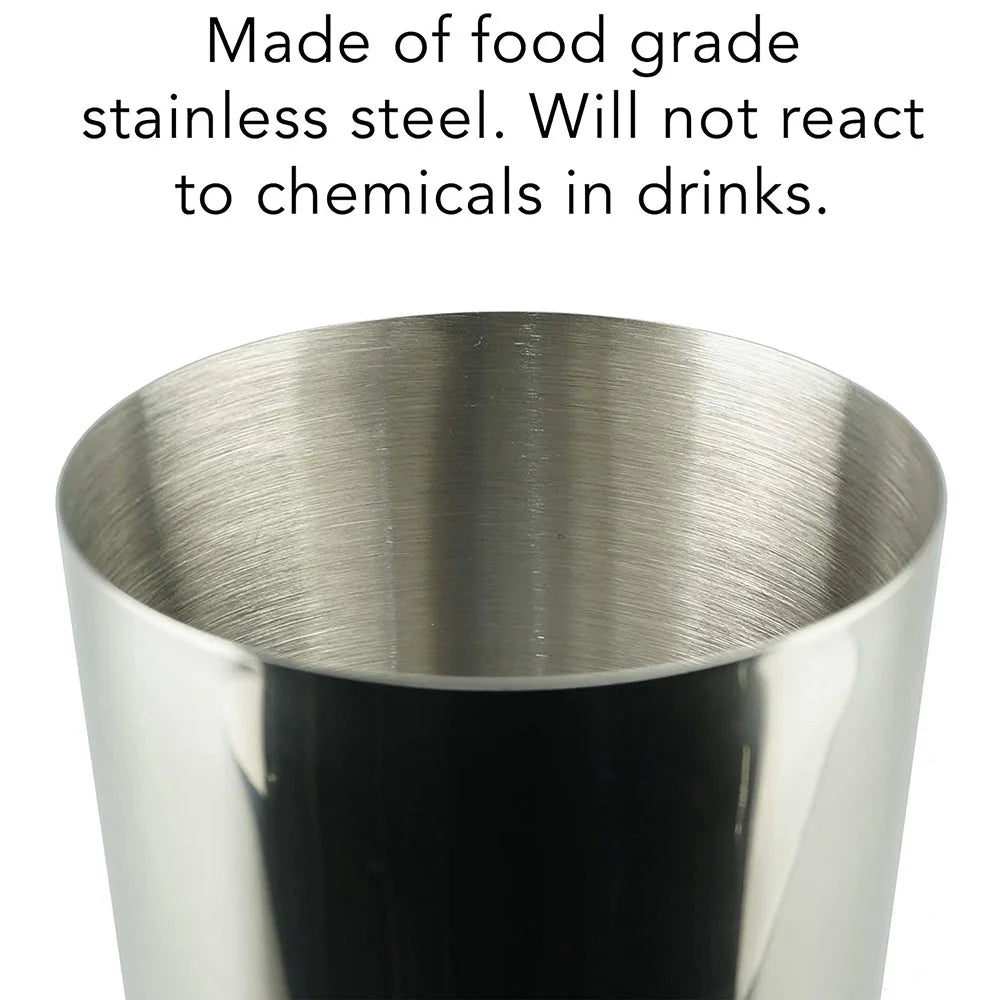 Made of food grade
stainless steel. Will not react
to chemicals in drinks.